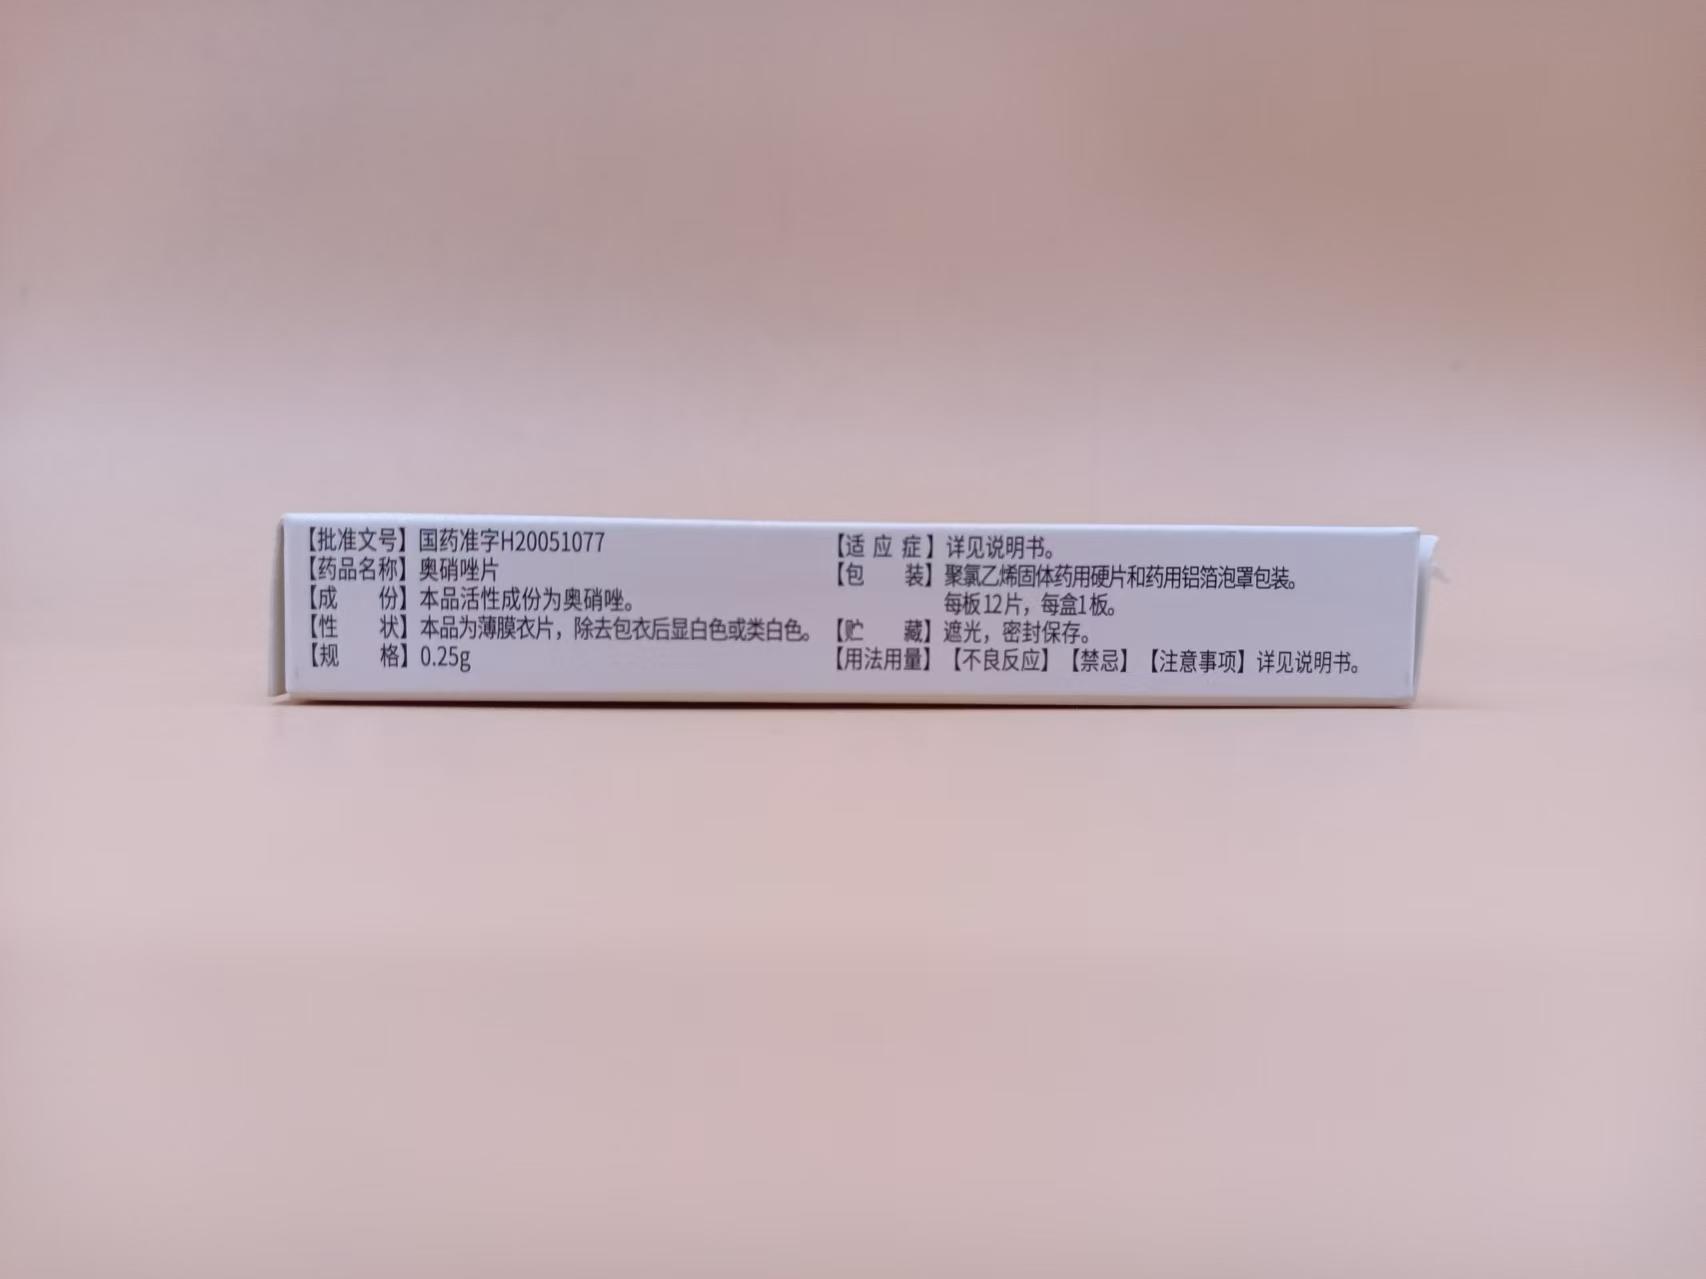 【批准文号】国药准字H20051077
【药品名称】奥硝唑片
【成 份】本品活性成份为奥硝唑。
【性 状】本品为薄膜衣片，除去包衣后显白色或类白色。
【规 格】0.25g
【适 应 症】详见说明书。
【包 装】聚氯乙烯固体药用硬片和药用铝箔泡罩包装。
每板12片，每盒1板。
【贮 藏】遮光，密封保存。
【用法用量】【不良反应】【禁忌】【注意事项】详见说明书。